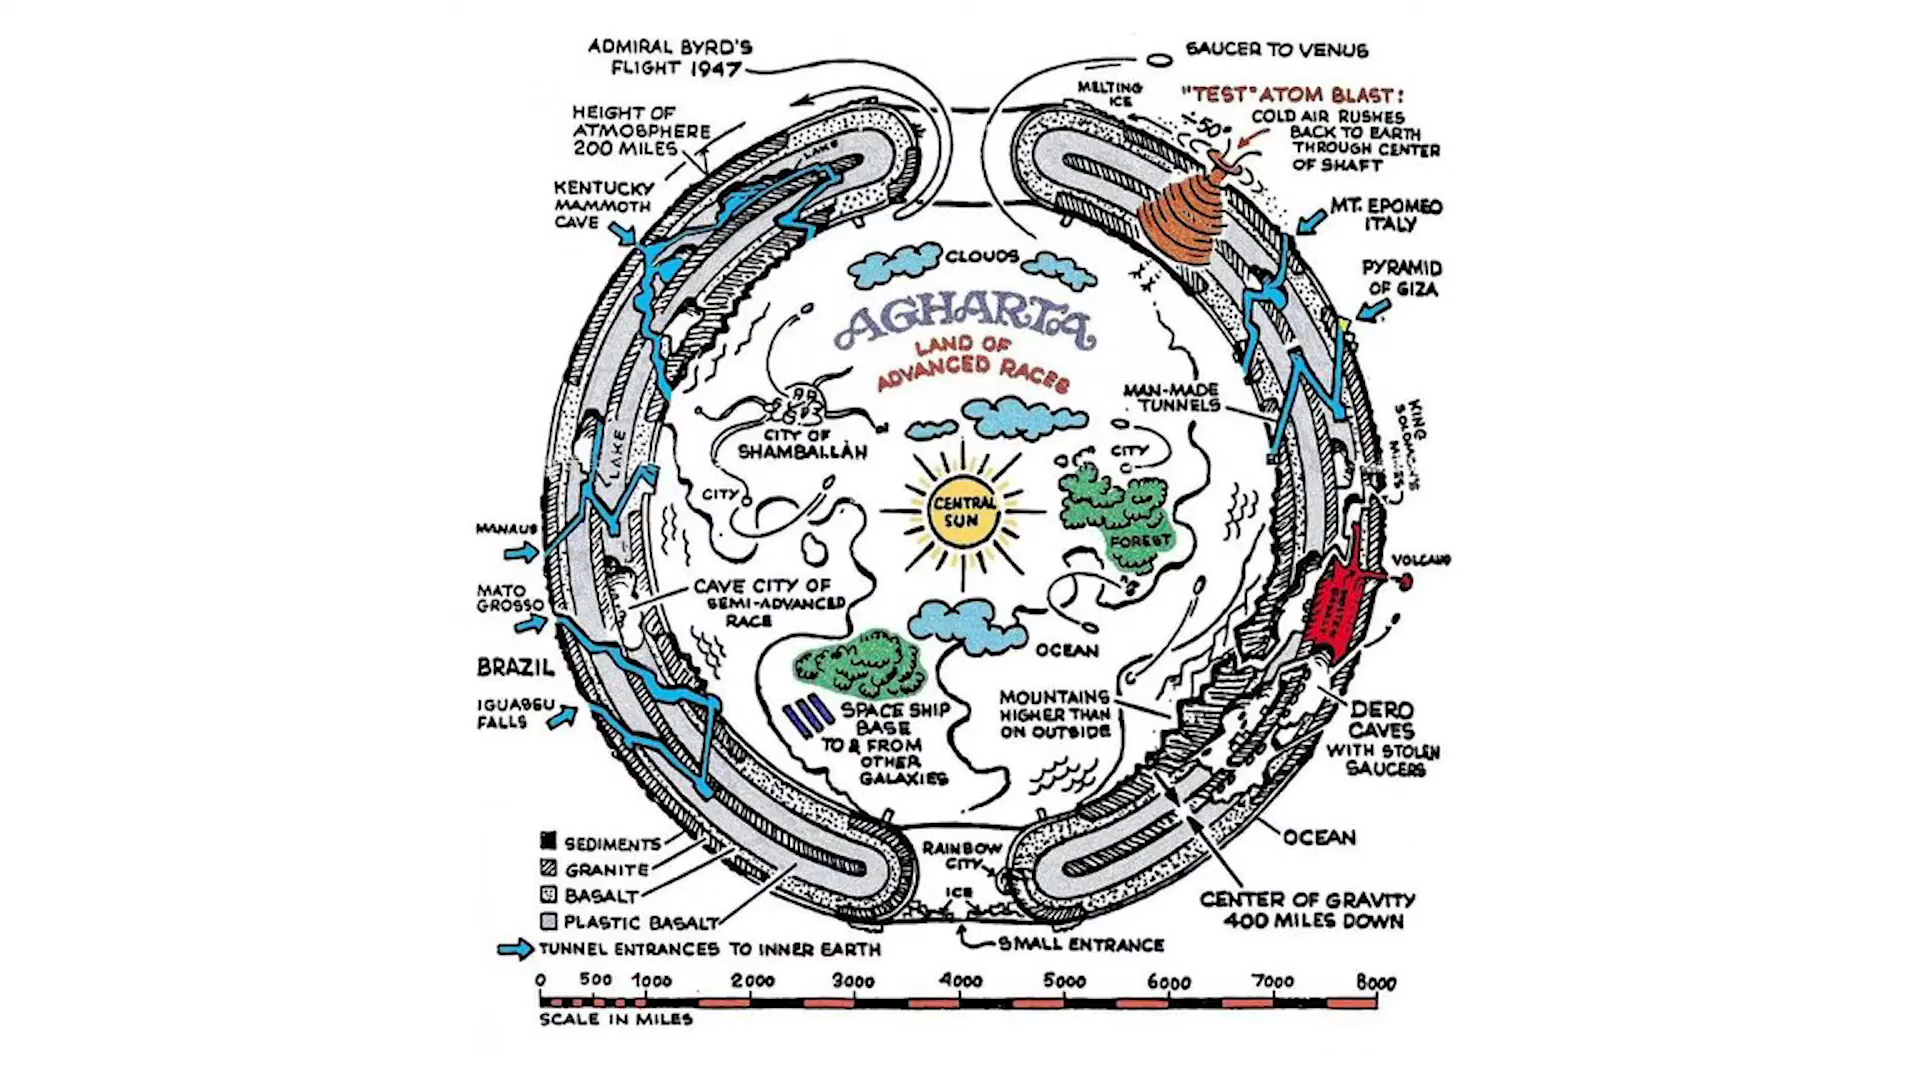 ADMIRAL BYRD'S
FLIGHT 1947
SAUCER TO VENUS
MELTING
ICE
"TEST" ATOM BLAST:
COLD AIR RUSHES
BACK TO EARTH
THROUGH CENTER
OF SHAFT
-50°
HEIGHT OF
ATMOSPHERE
200 MILES
LAKE
KENTUCKY
MAMMOTH
CAVE
MT. EPOMEO
ITALY
PYRAMID
OF GIZA
CLOUDS
AGHARTA
LAND OF
ADVANCED RACES
MAN-MADE
TUNNELS
KING
SOLOMON'S
MINES
CITY OF
SHAMBALLAH
CITY
LAKE
CITY
CENTRAL
SUN
FOREST
MANAUS
VOLCANO
MATO
GROSSO
CAVE CITY OF
SEMI-ADVANCED
RACE
MOLTEN
BASALT
OCEAN
BRAZIL
IGUASSU
FALLS
SPACE SHIP
BASE
TO & FROM
OTHER
GALAXIES
MOUNTAINS
HIGHER THAN
ON OUTSIDE
DERO
CAVES
WITH STOLEN
SAUCERS
SEDIMENTS
GRANITE
BASALT
PLASTIC BASALT
TUNNEL ENTRANCES TO INNER EARTH
RAINBOW
CITY
ICE
SMALL ENTRANCE
OCEAN
CENTER OF GRAVITY
400 MILES DOWN
0 500 1000 2000 3000 4000 5000 6000 7000 8000
SCALE IN MILES